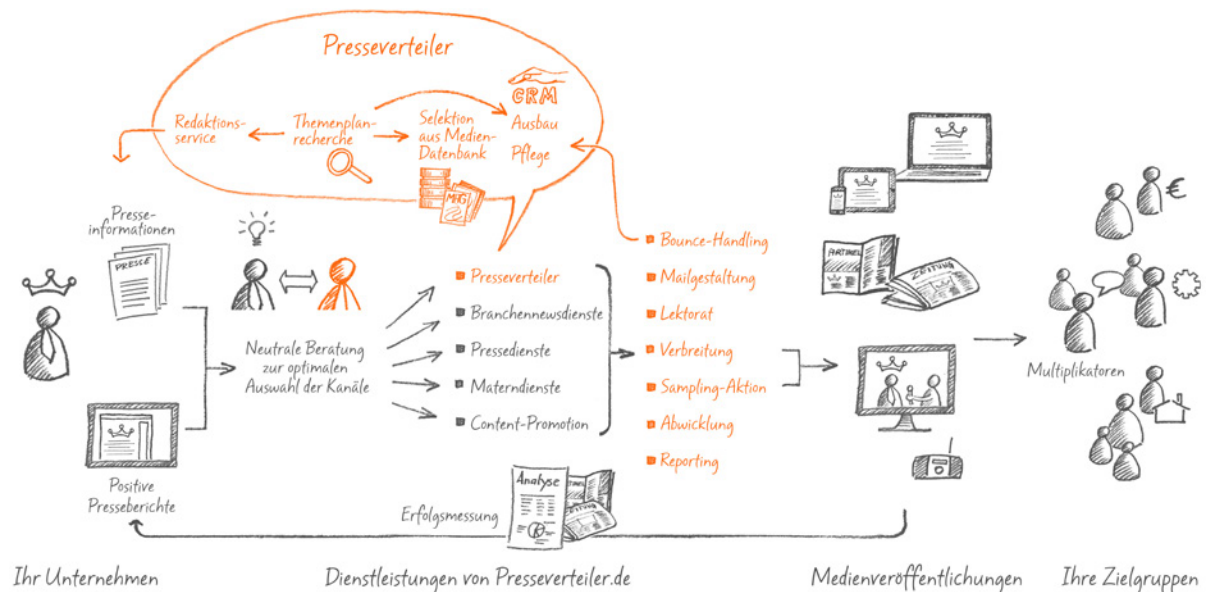 Presseverteiler
CRM
Redaktions-
service
Themenplan-
recherche
Selektion
aus Medien-
Datenbank
Ausbau
Pflege
MHG
Presse-
informationen
PRESSE
Neutrale Beratung
zur optimalen
Auswahl der Kanäle
Presseverteiler
Branchennewsdienste
Pressedienste
Materndienste
Content-Promotion
Bounce-Handling
Mailgestaltung
Lektorat
Verbreitung
Sampling-Aktion
Abwicklung
Reporting
ZEITUNG
€
Multiplikatoren
Positive
Presseberichte
Erfolgsmessung
Analyse
ZEITUNG
Ihr Unternehmen
Dienstleistungen von Presseverteiler.de
Medienveröffentlichungen
Ihre Zielgruppen